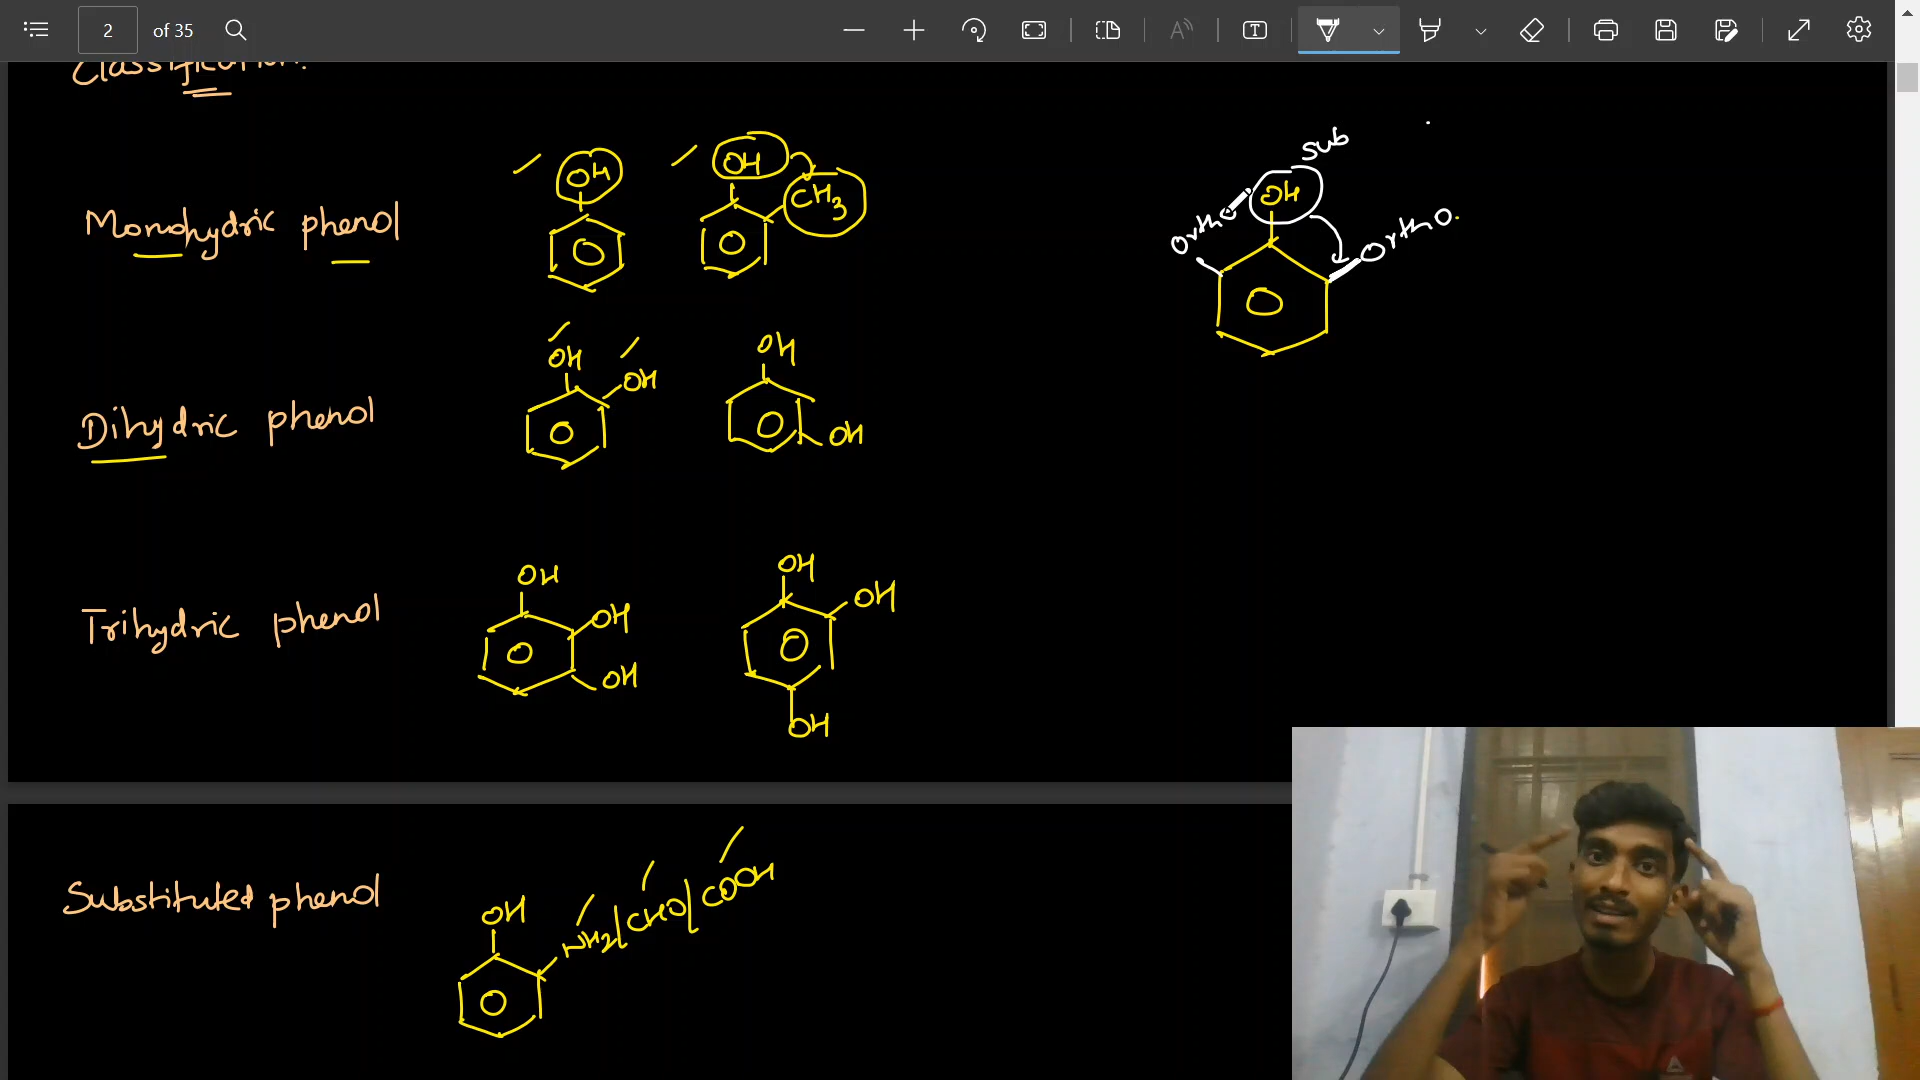 2 of 35
Classification:
Monohydric phenol
OH
OH
CH3
sub
OH
Ortho
Ortho.
Dihydric phenol
OH
OH
OH
OH
Trihydric phenol
OH
OH
OH
OH
OH
OH
Substituted phenol
OH
NH2/CHO/COOH